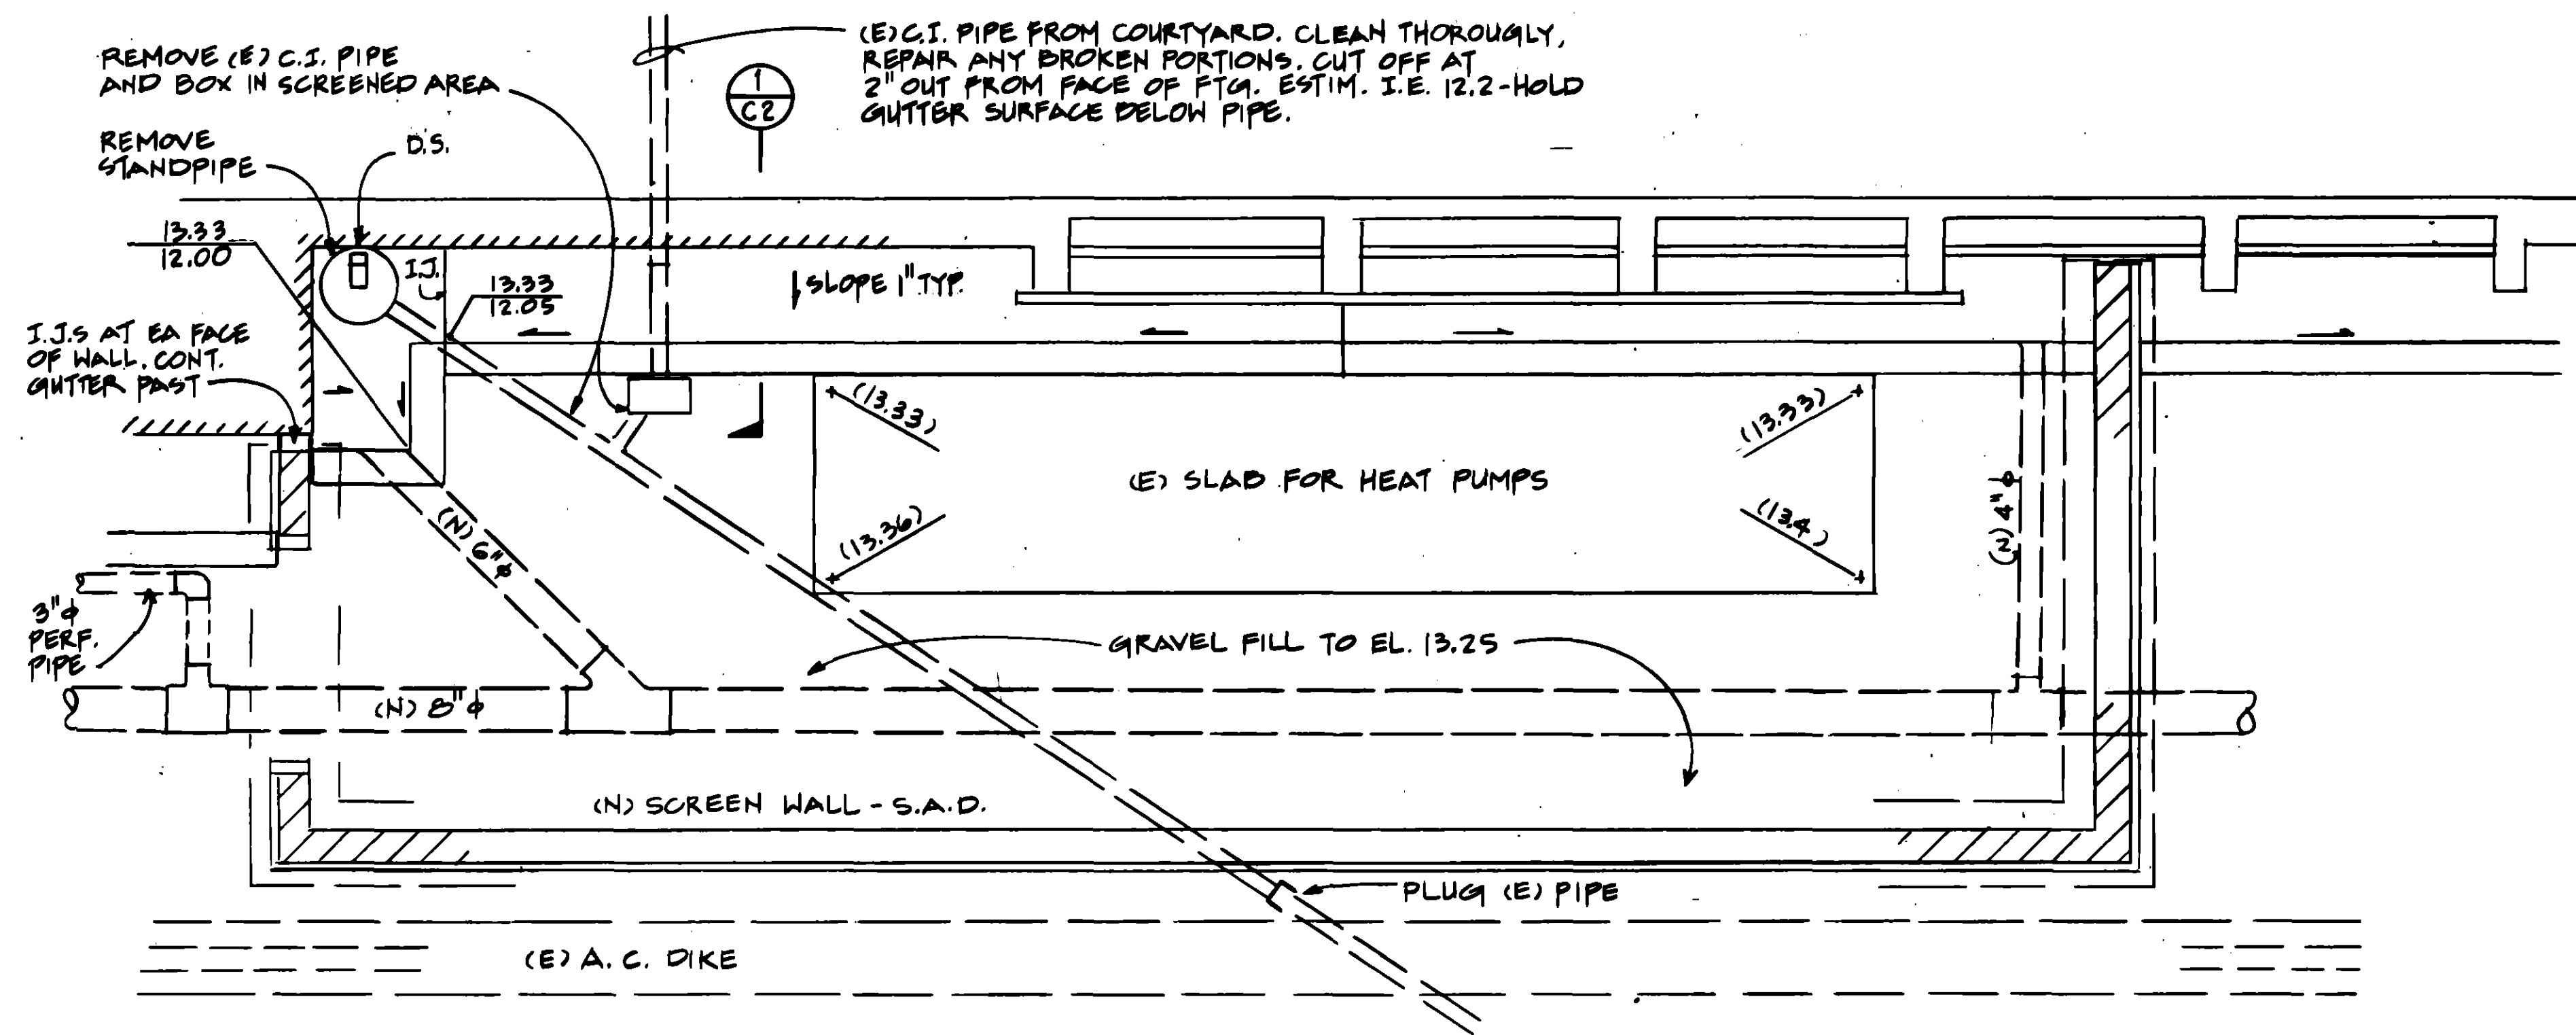 (E) C.I. PIPE FROM COURTYARD. CLEAN THOROUGLY,
REPAIR ANY BROKEN PORTIONS. CUT OFF AT
2" OUT FROM FACE OF FTG. ESTIM. I.E. 12.2-HOLD
GUTTER SURFACE BELOW PIPE.
REMOVE (E) C.I. PIPE
AND BOX IN SCREENED AREA
1
C2
REMOVE
STANDPIPE
D.S.
13.33
12.00
I.J.
13.33
12.05
SLOPE 1" TYP.
I.J.S AT EA FACE
OF WALL. CONT.
GUTTER PAST
(13.33)
(13.33)
(E) SLAB FOR HEAT PUMPS
(13.36)
(13.4)
(N) 6" φ
(2) 4" φ
3" φ
PERF.
PIPE
GRAVEL FILL TO EL. 13.25
(N) 8" φ
(N) SCREEN WALL - S.A.D.
PLUG (E) PIPE
(E) A.C. DIKE